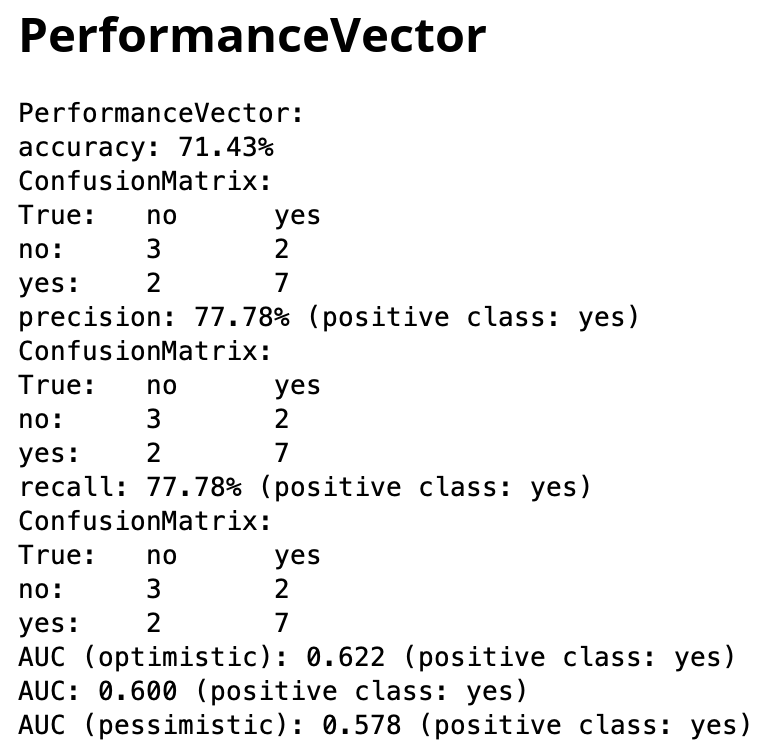 PerformanceVector
PerformanceVector:
accuracy: 71.43%
ConfusionMatrix:
True:   no      yes
no:     3       2
yes:    2       7
precision: 77.78% (positive class: yes)
ConfusionMatrix:
True:   no      yes
no:     3       2
yes:    2       7
recall: 77.78% (positive class: yes)
ConfusionMatrix:
True:   no      yes
no:     3       2
yes:    2       7
AUC (optimistic): 0.622 (positive class: yes)
AUC: 0.600 (positive class: yes)
AUC (pessimistic): 0.578 (positive class: yes)